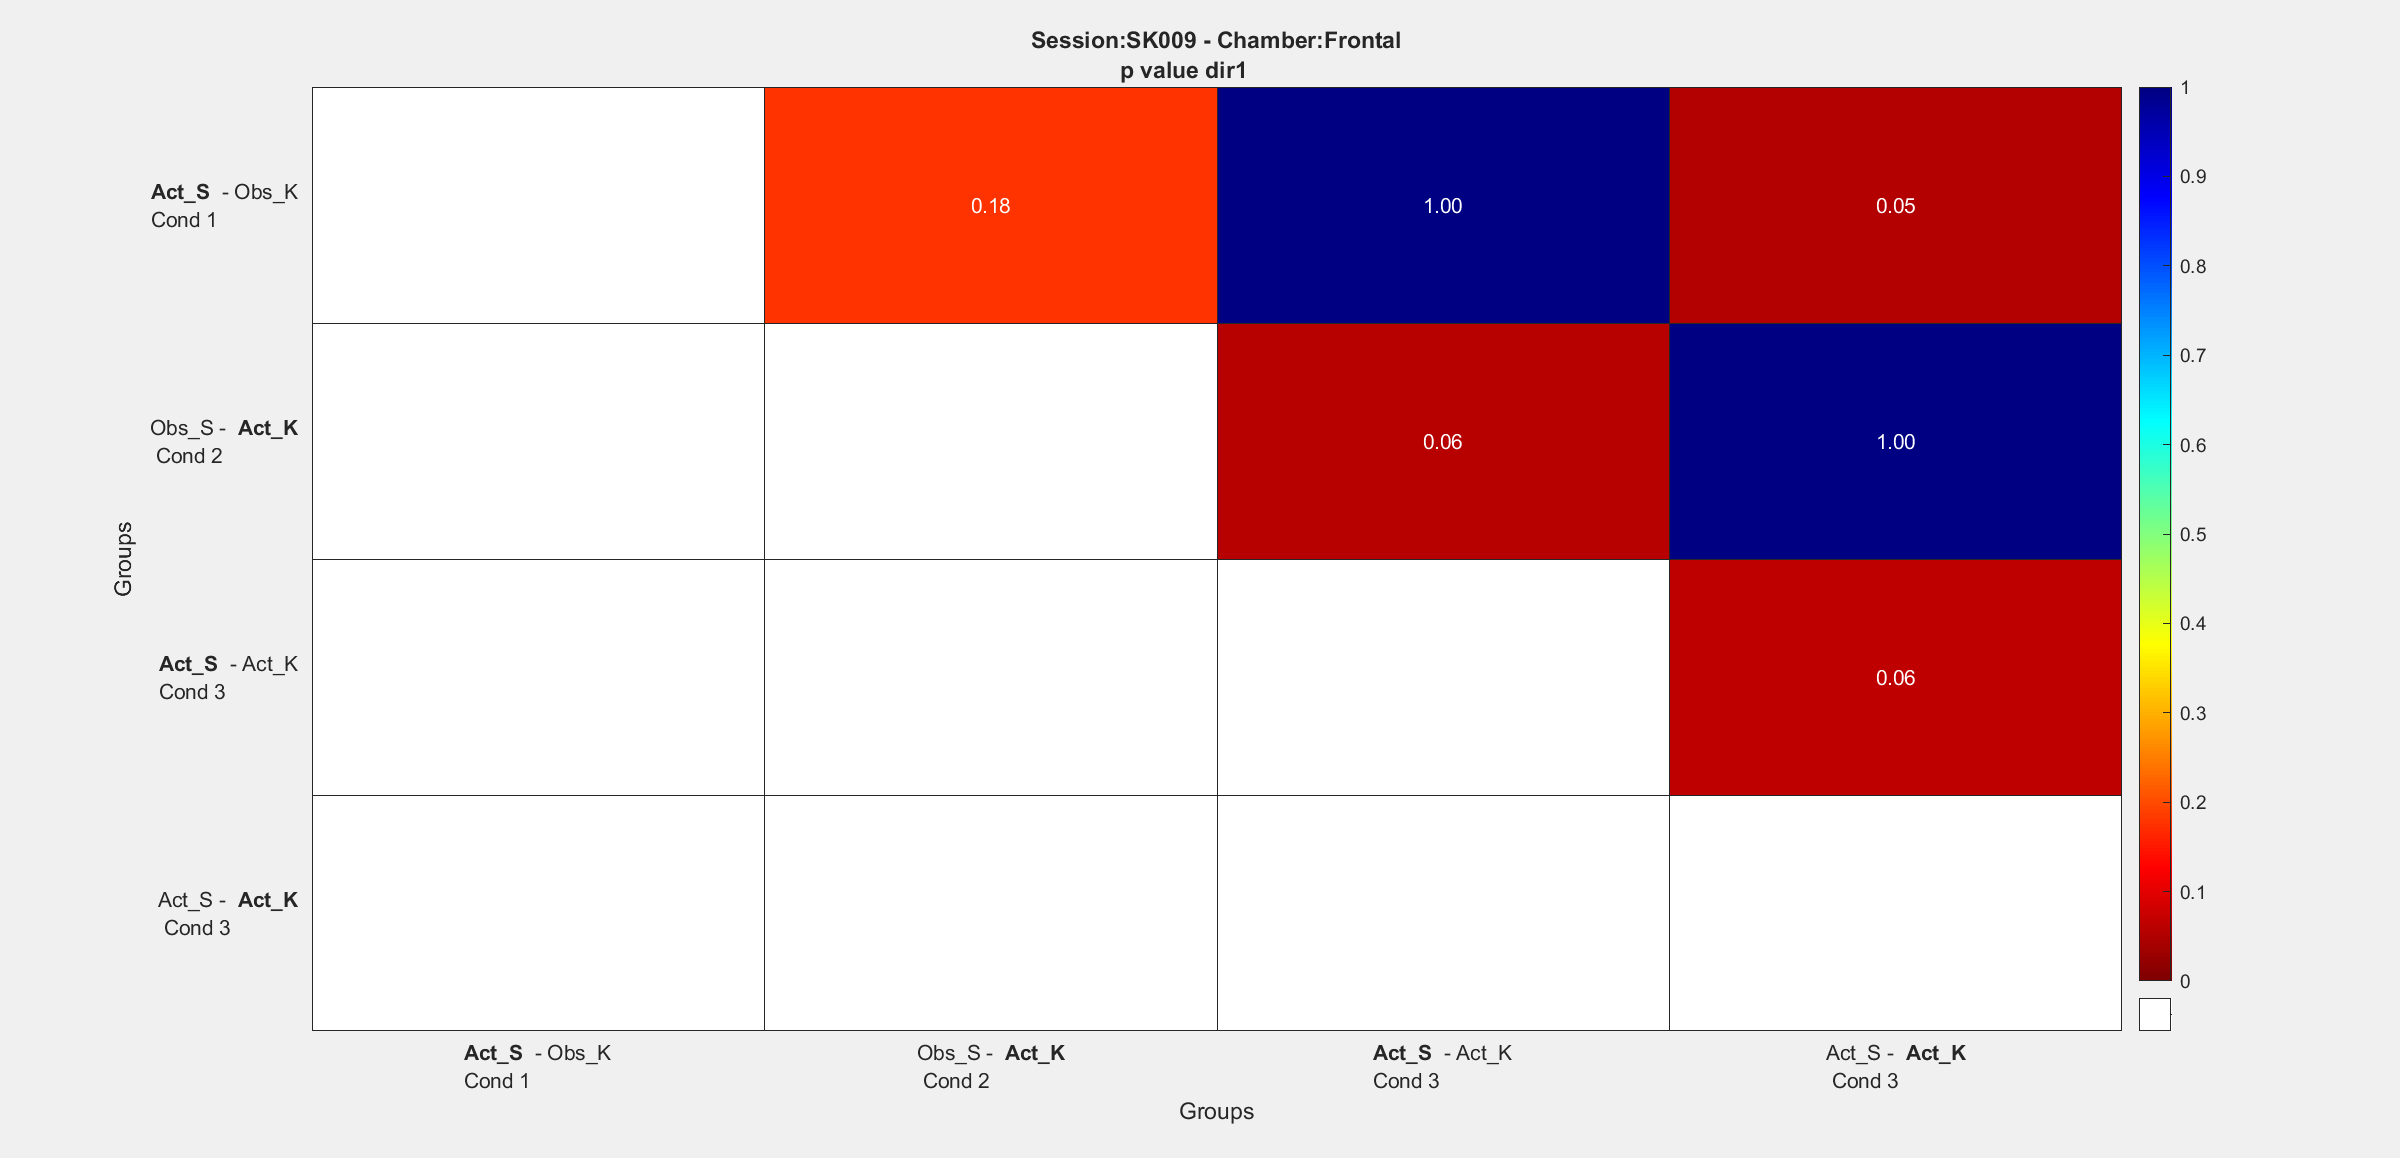 Session:SK009 - Chamber:Frontal
p value dir1
Act_S - Obs_K
Cond 1
0.18
1.00
0.05
Obs_S - Act_K
Cond 2
0.06
1.00
Act_S - Act_K
Cond 3
0.06
Act_S - Act_K
Cond 3
Groups
Act_S - Obs_K
Cond 1
Obs_S - Act_K
Cond 2
Act_S - Act_K
Cond 3
Act_S - Act_K
Cond 3
Groups
1
0.9
0.8
0.7
0.6
0.5
0.4
0.3
0.2
0.1
0